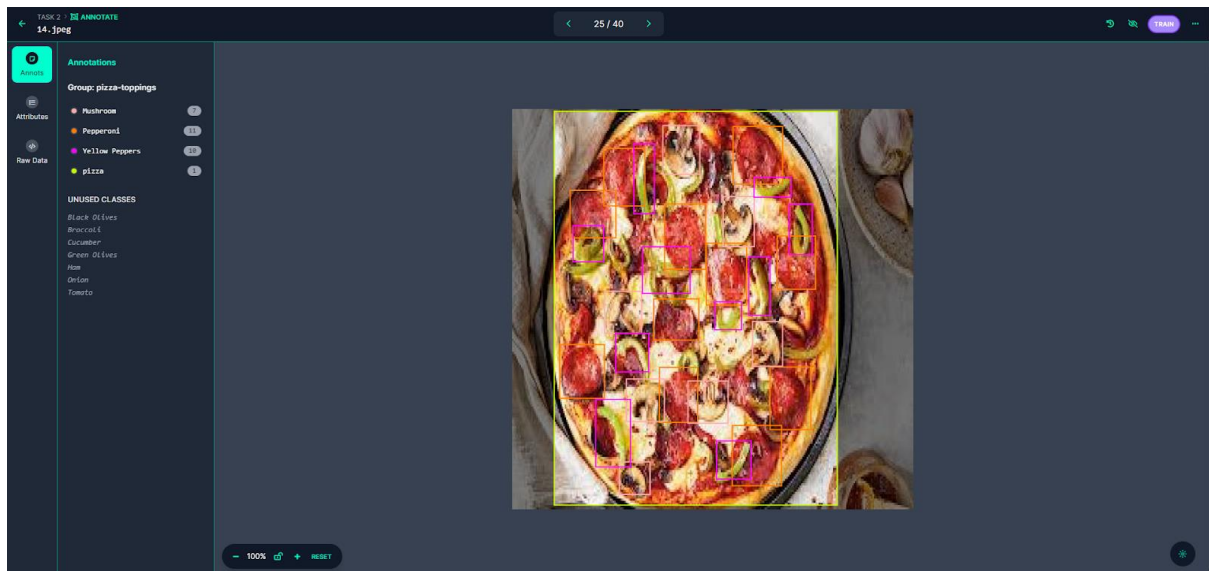 TASK 2 > ANNOTATE
14.jpeg
25 / 40
TRAIN
Annots
Attributes
Raw Data
Annotations
Group: pizza-toppings
Mushroom 7
Pepperoni 11
Yellow Peppers 10
pizza 1
UNUSED CLASSES
Black Olives
Broccoli
Cucumber
Green Olives
Ham
Onion
Tomato
100%
RESET